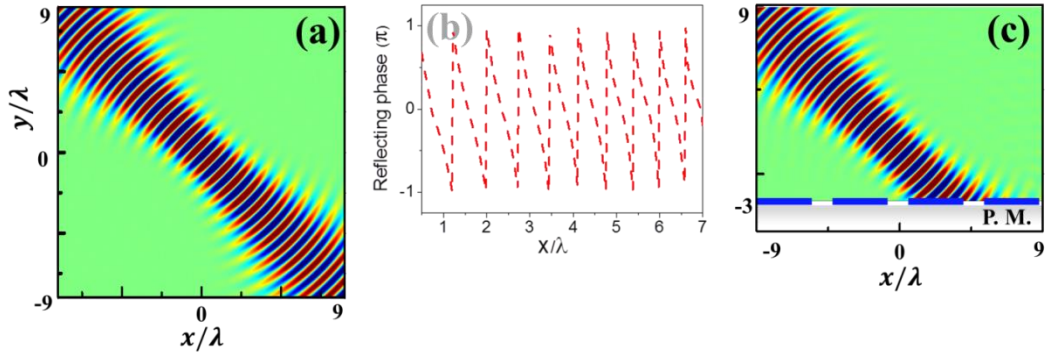 (a)
9
y/λ
0
-9
0
9
x/λ
(b)
Reflecting phase (π)
1
0
-1
1
2
3
4
5
6
7
X/λ
(c)
9
-3
P. M.
-9
0
9
x/λ